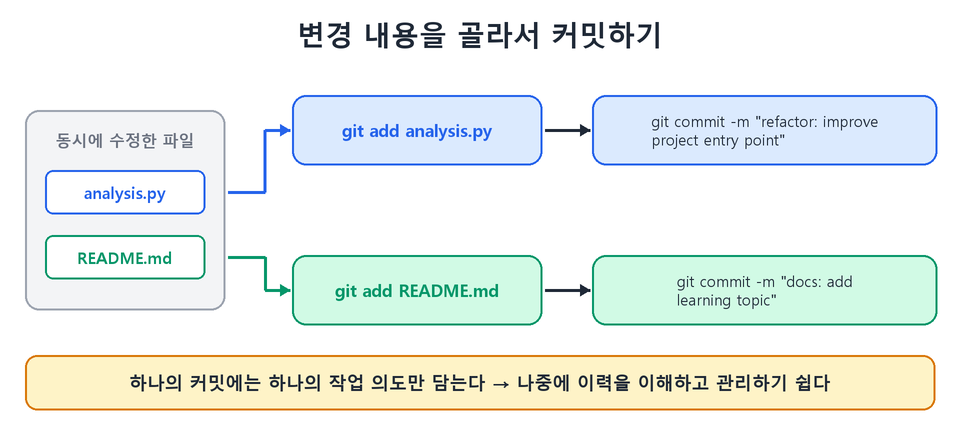 변경 내용을 골라서 커밋하기
동시에 수정한 파일
analysis.py
README.md
git add analysis.py
git commit -m "refactor: improve
project entry point"
git add README.md
git commit -m "docs: add
learning topic"
하나의 커밋에는 하나의 작업 의도만 담는다 → 나중에 이력을 이해하고 관리하기 쉽다